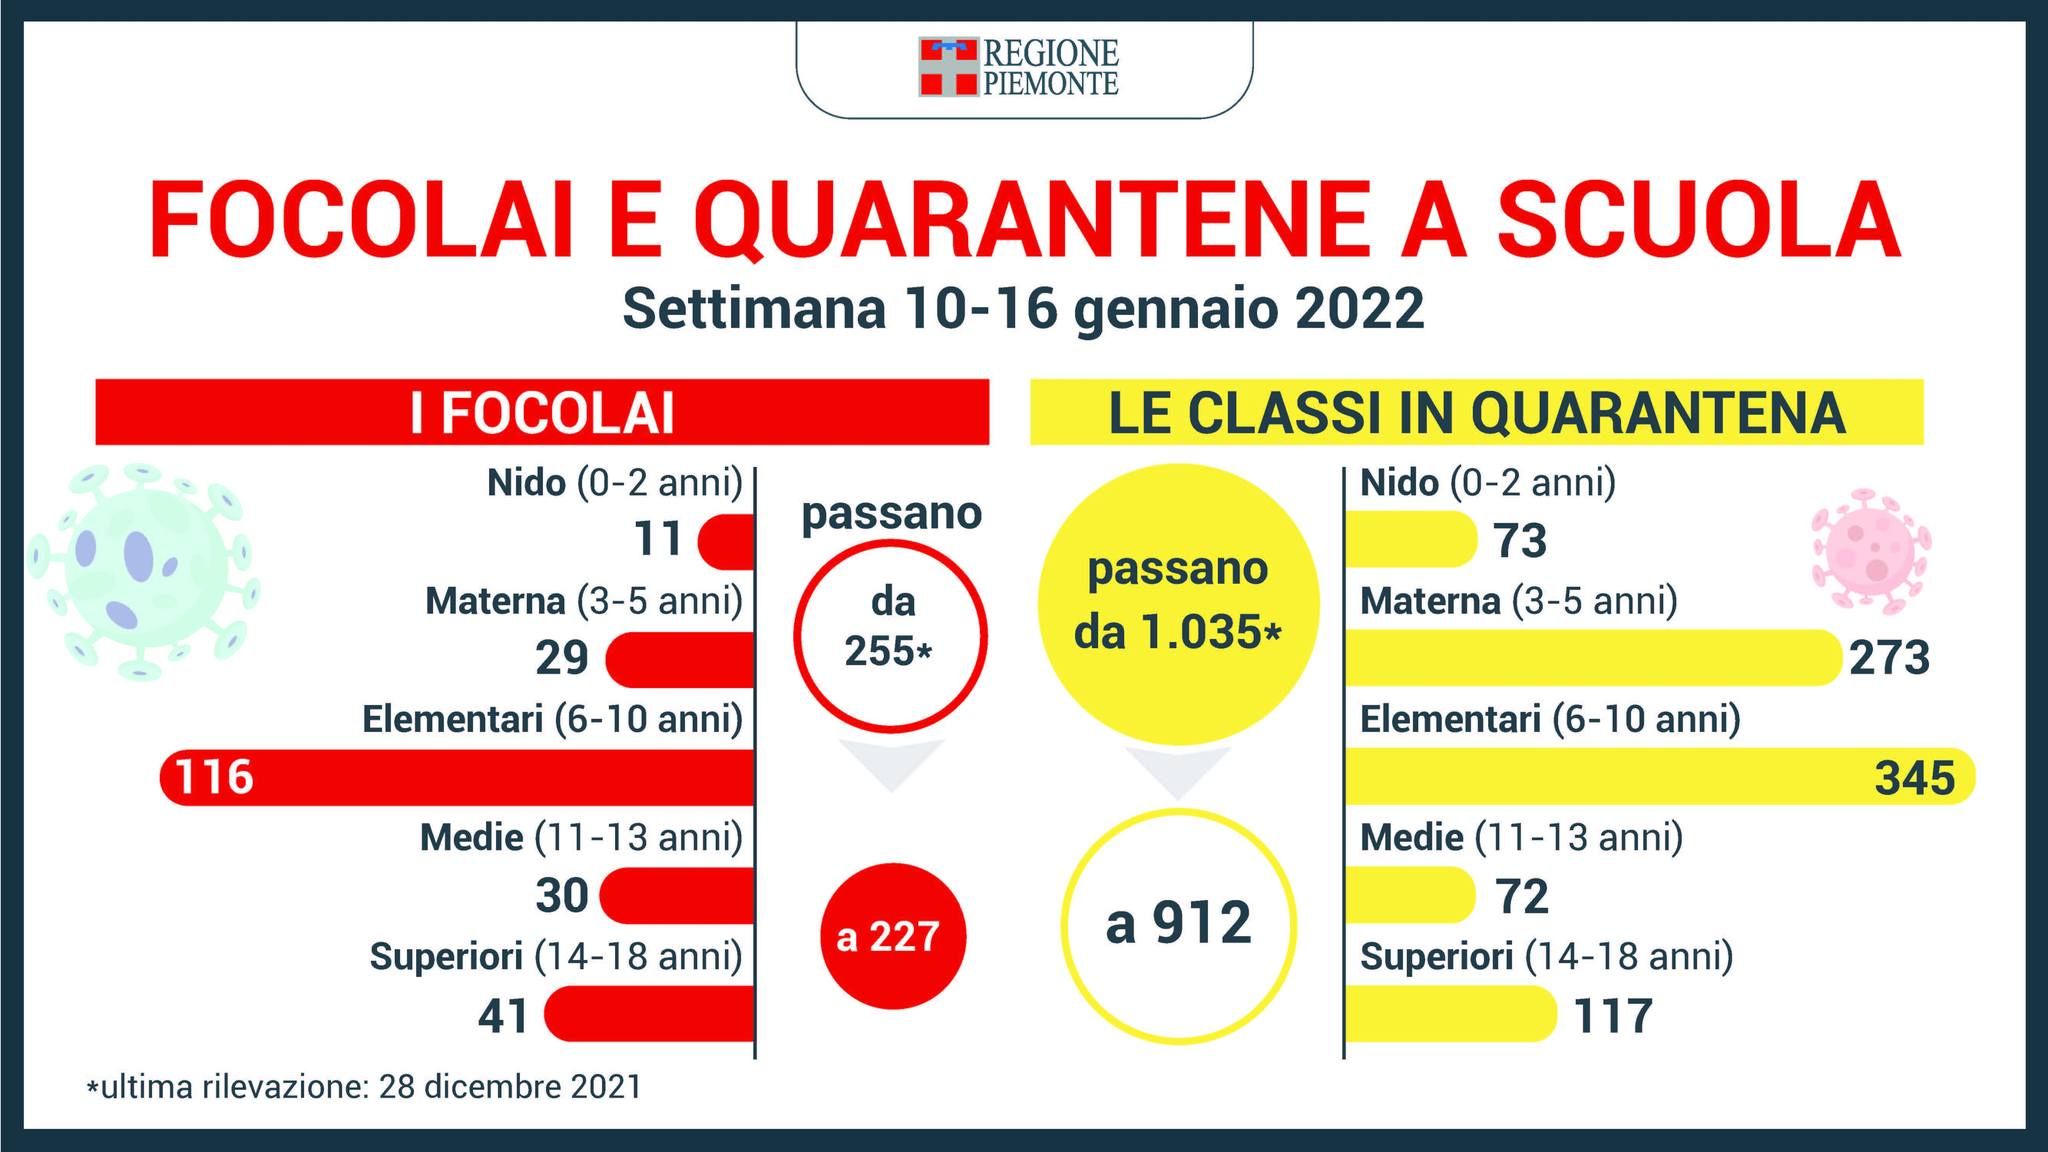 REGIONE
PIEMONTE
FOCOLAI E QUARANTENE A SCUOLA
Settimana 10-16 gennaio 2022
I FOCOLAI
Nido (0-2 anni)
11
Materna (3-5 anni)
29
Elementari (6-10 anni)
116
Medie (11-13 anni)
30
Superiori (14-18 anni)
41
passano
da
255*
a 227
LE CLASSI IN QUARANTENA
passano
da 1.035*
a 912
Nido (0-2 anni)
73
Materna (3-5 anni)
273
Elementari (6-10 anni)
345
Medie (11-13 anni)
72
Superiori (14-18 anni)
117
*ultima rilevazione: 28 dicembre 2021